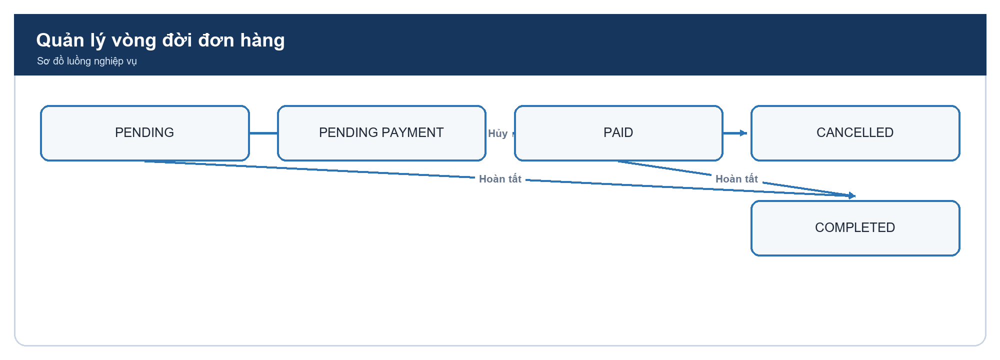 Quản lý vòng đời đơn hàng
Sơ đồ luồng nghiệp vụ
PENDING
PENDING PAYMENT
Hủy
PAID
CANCELLED
Hoàn tất
Hoàn tất
COMPLETED